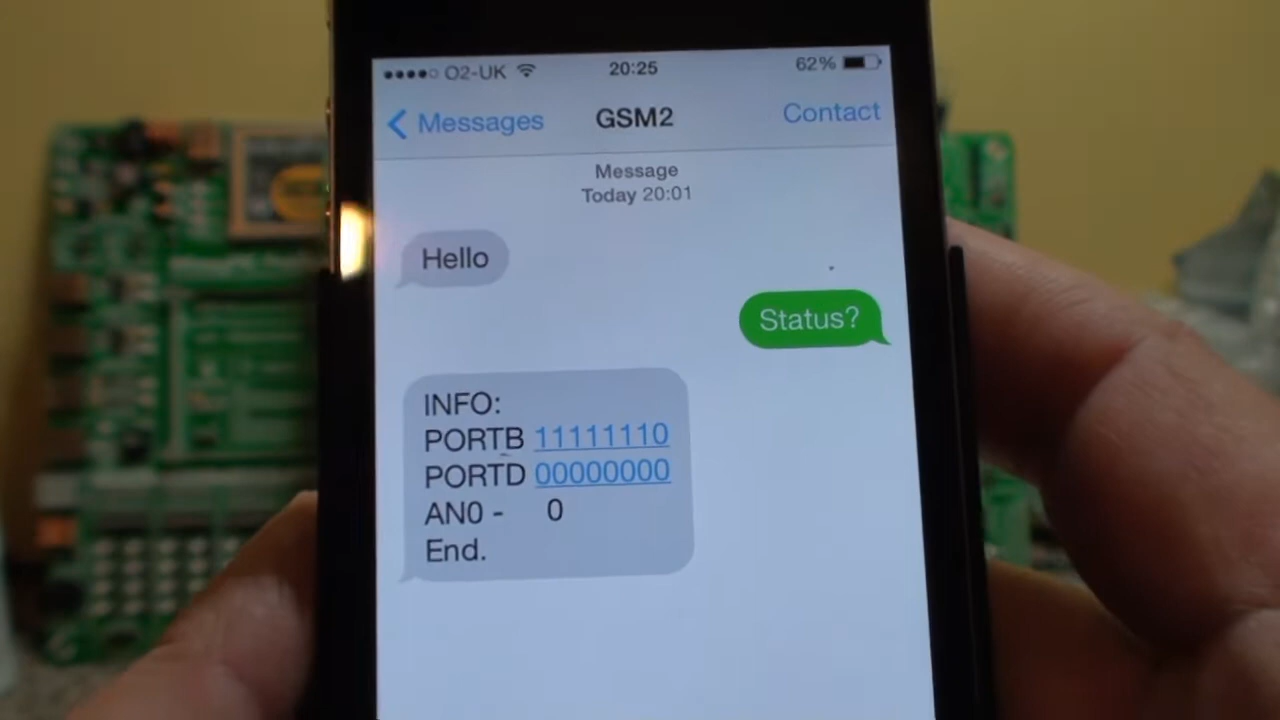 O2-UK 20:25 62%
Messages GSM2 Contact
Message
Today 20:01
Hello
Status?
INFO:
PORTB 11111110
PORTD 00000000
AN0 - 0
End.